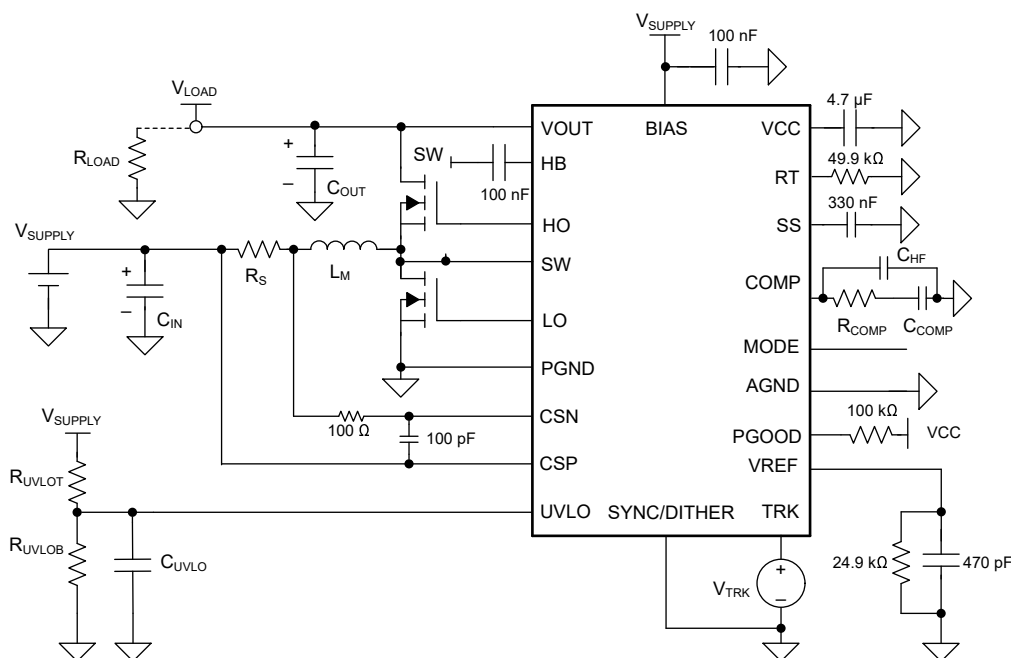 VSUPPLY
100 nF
VLOAD
RLOAD
COUT
SW
100 nF
VOUT
BIAS
VCC
4.7 µF
HB
RT
49.9 kΩ
HO
SS
330 nF
VSUPPLY
CIN
RS
LM
SW
COMP
CHF
RCOMP
CCOMP
LO
MODE
PGND
AGND
100 Ω
CSN
100 kΩ
PGOOD
VCC
100 pF
CSP
VREF
VSUPPLY
RUVLOT
UVLO
SYNC/DITHER
TRK
RUVLOB
CUVLO
VTRK
24.9 kΩ
470 pF
+
–
+
–
+
–